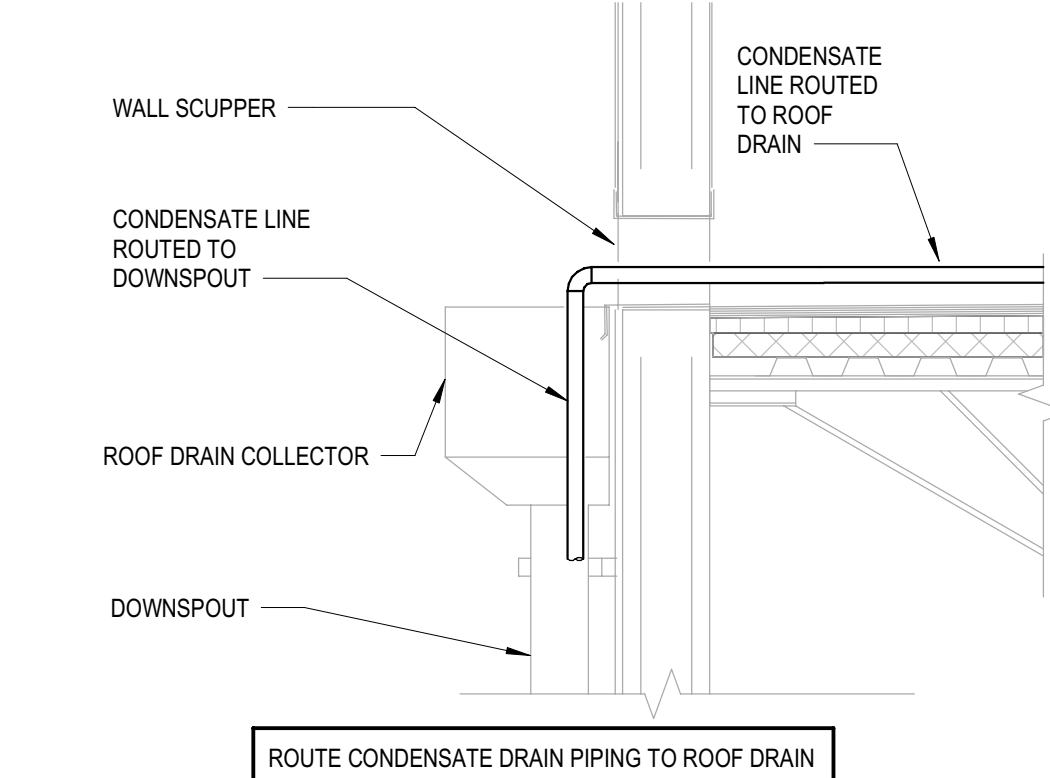 WALL SCUPPER
CONDENSATE
LINE ROUTED
TO ROOF
DRAIN
CONDENSATE LINE
ROUTED TO
DOWNSPOUT
ROOF DRAIN COLLECTOR
DOWNSPOUT
ROUTE CONDENSATE DRAIN PIPING TO ROOF DRAIN